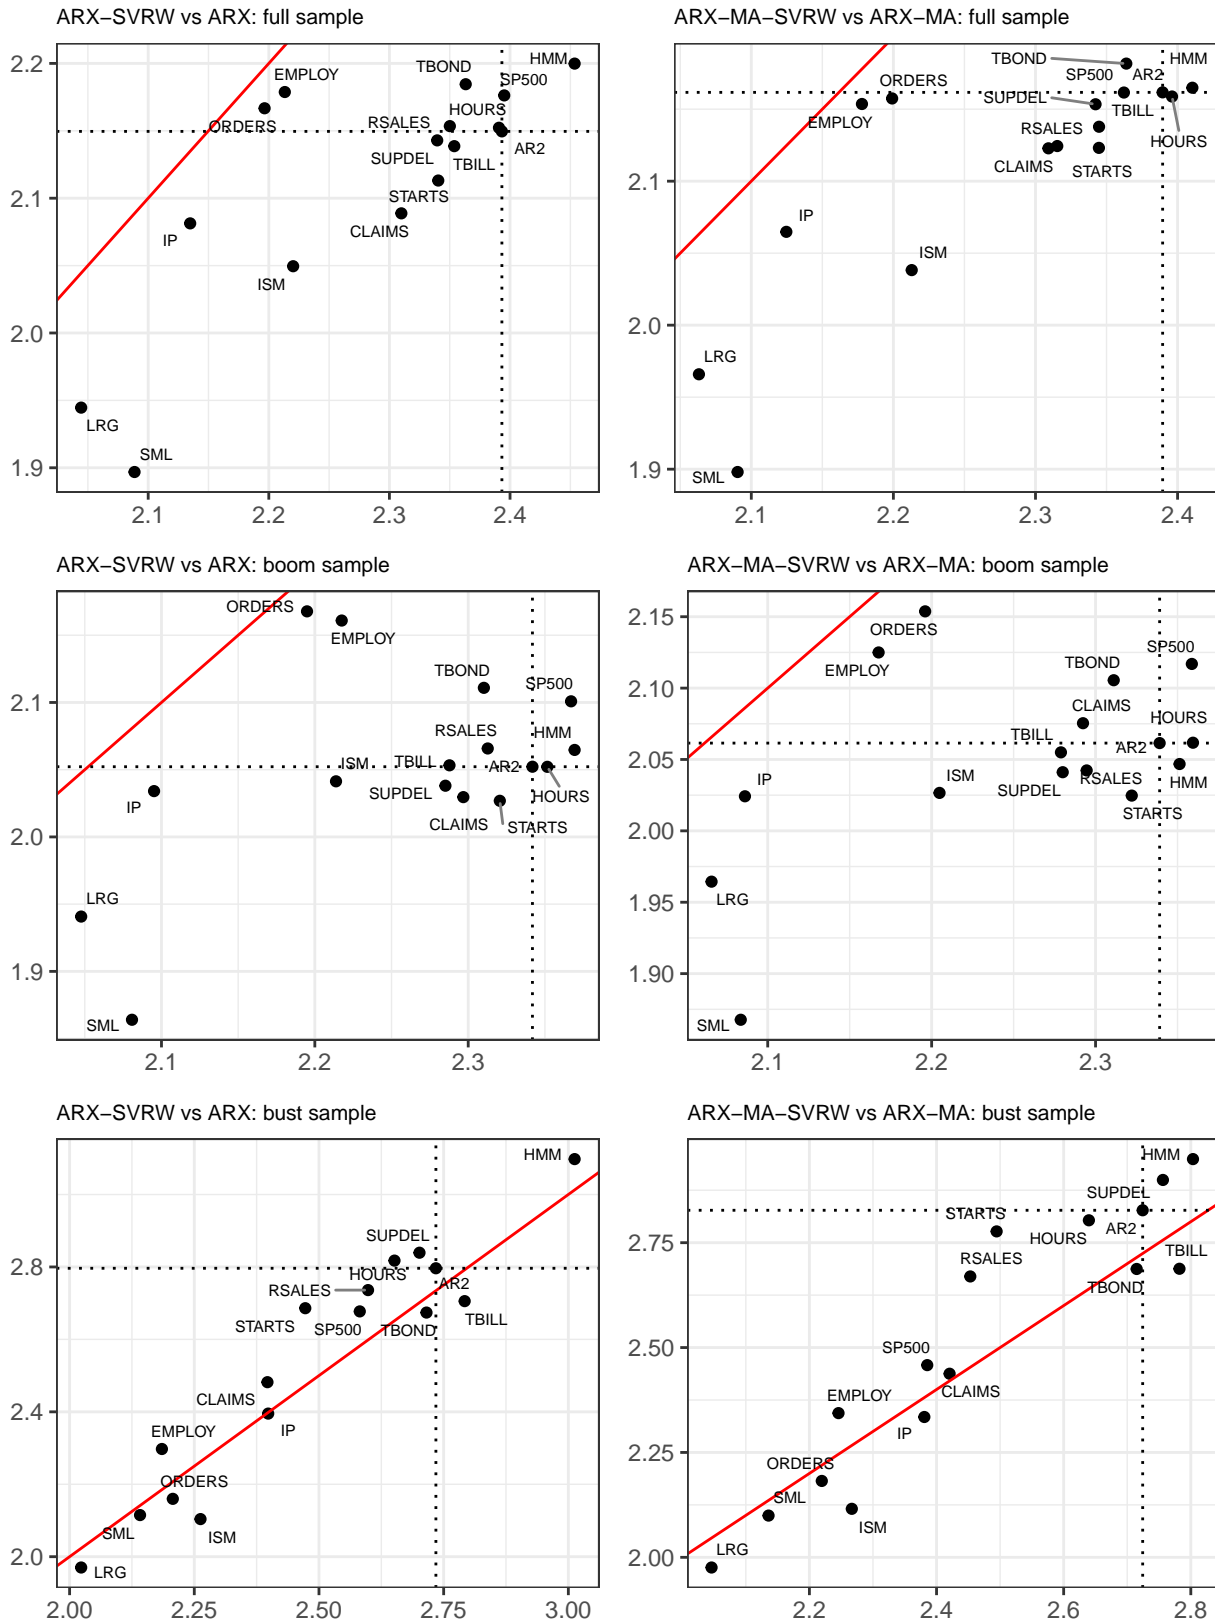 ARX−SVRW vs ARX: full sample
2.2
2.1
2.0
1.9
HMM
TBOND
SP500
EMPLOY
HOURS
ORDERS
RSALES
AR2
SUPDEL
TBILL
STARTS
CLAIMS
IP
ISM
LRG
SML
2.1 2.2 2.3 2.4
ARX−MA−SVRW vs ARX−MA: full sample
2.1
2.0
1.9
TBOND
HMM
SP500
AR2
ORDERS
SUPDEL
TBILL
EMPLOY
RSALES
HOURS
CLAIMS
STARTS
IP
ISM
LRG
SML
2.1 2.2 2.3 2.4
ARX−SVRW vs ARX: boom sample
2.1
2.0
1.9
ORDERS
EMPLOY
TBOND
SP500
RSALES
HMM
ISM
TBILL
AR2
SUPDEL
HOURS
IP
CLAIMS
STARTS
LRG
SML
2.1 2.2 2.3
ARX−MA−SVRW vs ARX−MA: boom sample
2.15
2.10
2.05
2.00
1.95
1.90
ORDERS
EMPLOY
SP500
TBOND
CLAIMS
HOURS
TBILL
AR2
SUPDEL
RSALES
HMM
ISM
IP
STARTS
LRG
SML
2.1 2.2 2.3
ARX−SVRW vs ARX: bust sample
2.8
2.4
2.0
HMM
SUPDEL
HOURS
AR2
RSALES
STARTS
SP500
TBOND
TBILL
CLAIMS
IP
EMPLOY
ORDERS
SML
ISM
LRG
2.00 2.25 2.50 2.75 3.00
ARX−MA−SVRW vs ARX−MA: bust sample
2.75
2.50
2.25
2.00
HMM
SUPDEL
STARTS
AR2
HOURS
RSALES
TBILL
TBOND
SP500
CLAIMS
EMPLOY
IP
ORDERS
SML
ISM
LRG
2.2 2.4 2.6 2.8